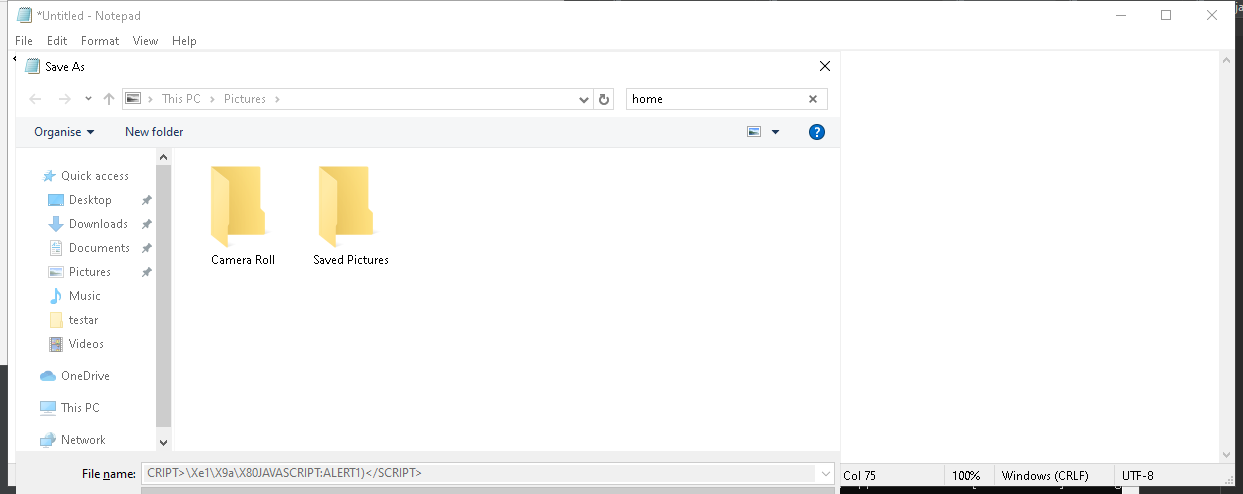 *Untitled - Notepad
File Edit Format View Help
Save As
This PC Pictures
home
Organise New folder
Quick access
Desktop
Downloads
Documents
Pictures
Music
testar
Videos
OneDrive
This PC
Network
Camera Roll Saved Pictures
File name: CRIPT>\Xe1\X9a\X80JAVASCRIPT:ALERT1)</SCRIPT>
Col 75 100% Windows (CRLF) UTF-8